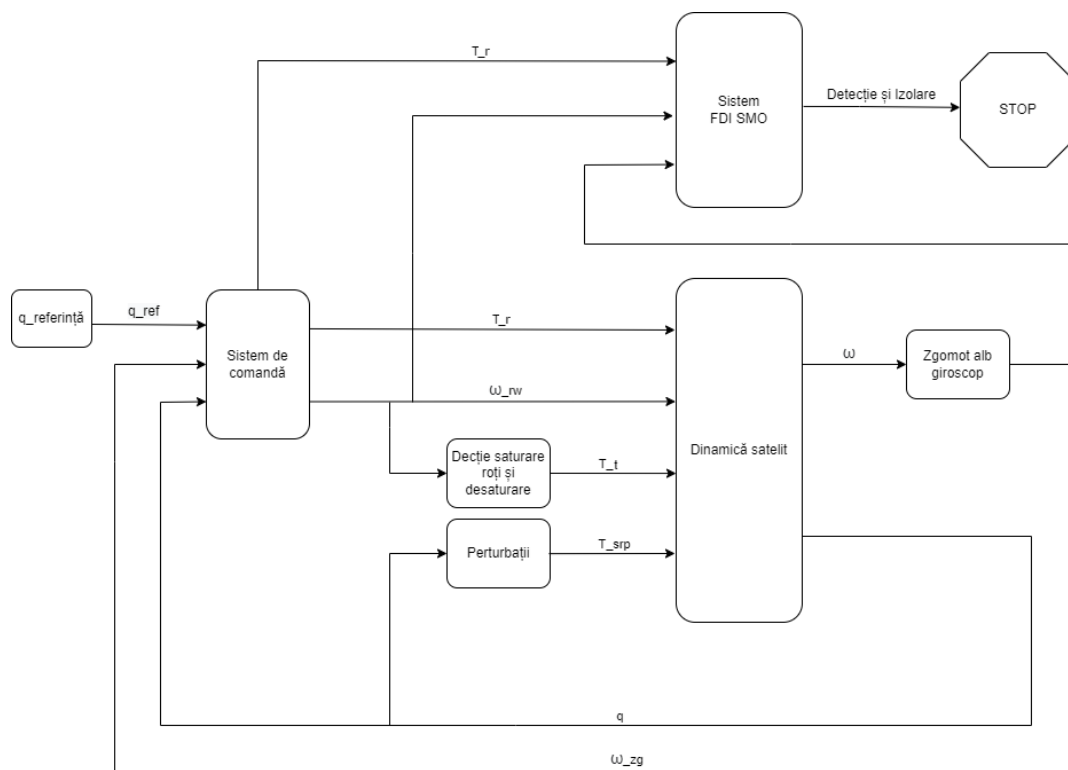 T_r
Sistem
FDI SMO
Detecție și Izolare
STOP
q_referință
q_ref
Sistem de
comandă
T_r
ω_rw
Decție saturare
roți și
desaturare
T_t
Perturbații
T_srp
Dinamică satelit
ω
Zgomot alb
giroscop
q
ω_zg